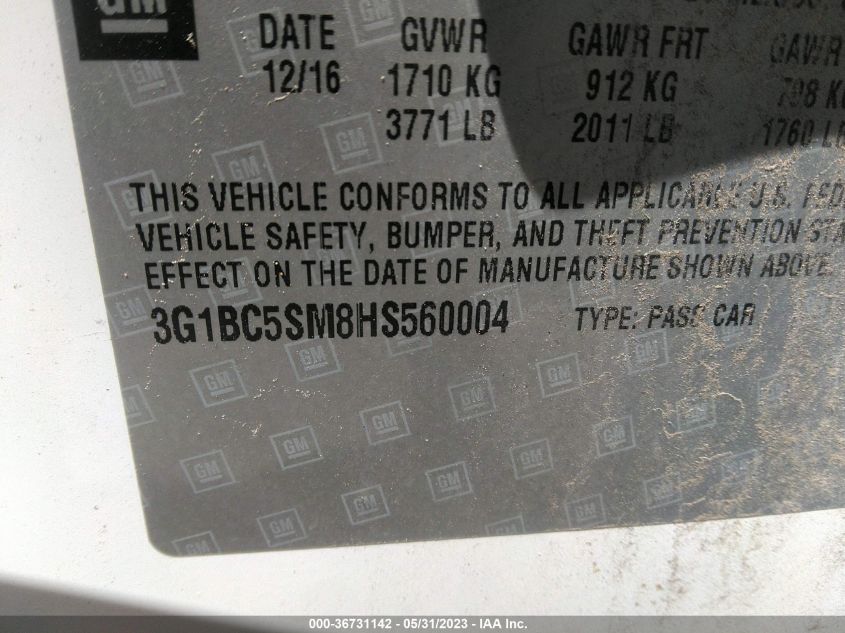 GM
DATE GVWR GAWR FRT GAWR
12/16 1710 KG 912 KG 798
3771 LB 2011 LB 1760
THIS VEHICLE CONFORMS TO ALL APPLICABLE U.S.
VEHICLE SAFETY, BUMPER, AND THEFT PREVENTION STA
EFFECT ON THE DATE OF MANUFACTURE SHOWN ABOVE.
3G1BC5SM8HS560004 TYPE: PASS CAR
000-36731142 - 05/31/2023 - IAA Inc.